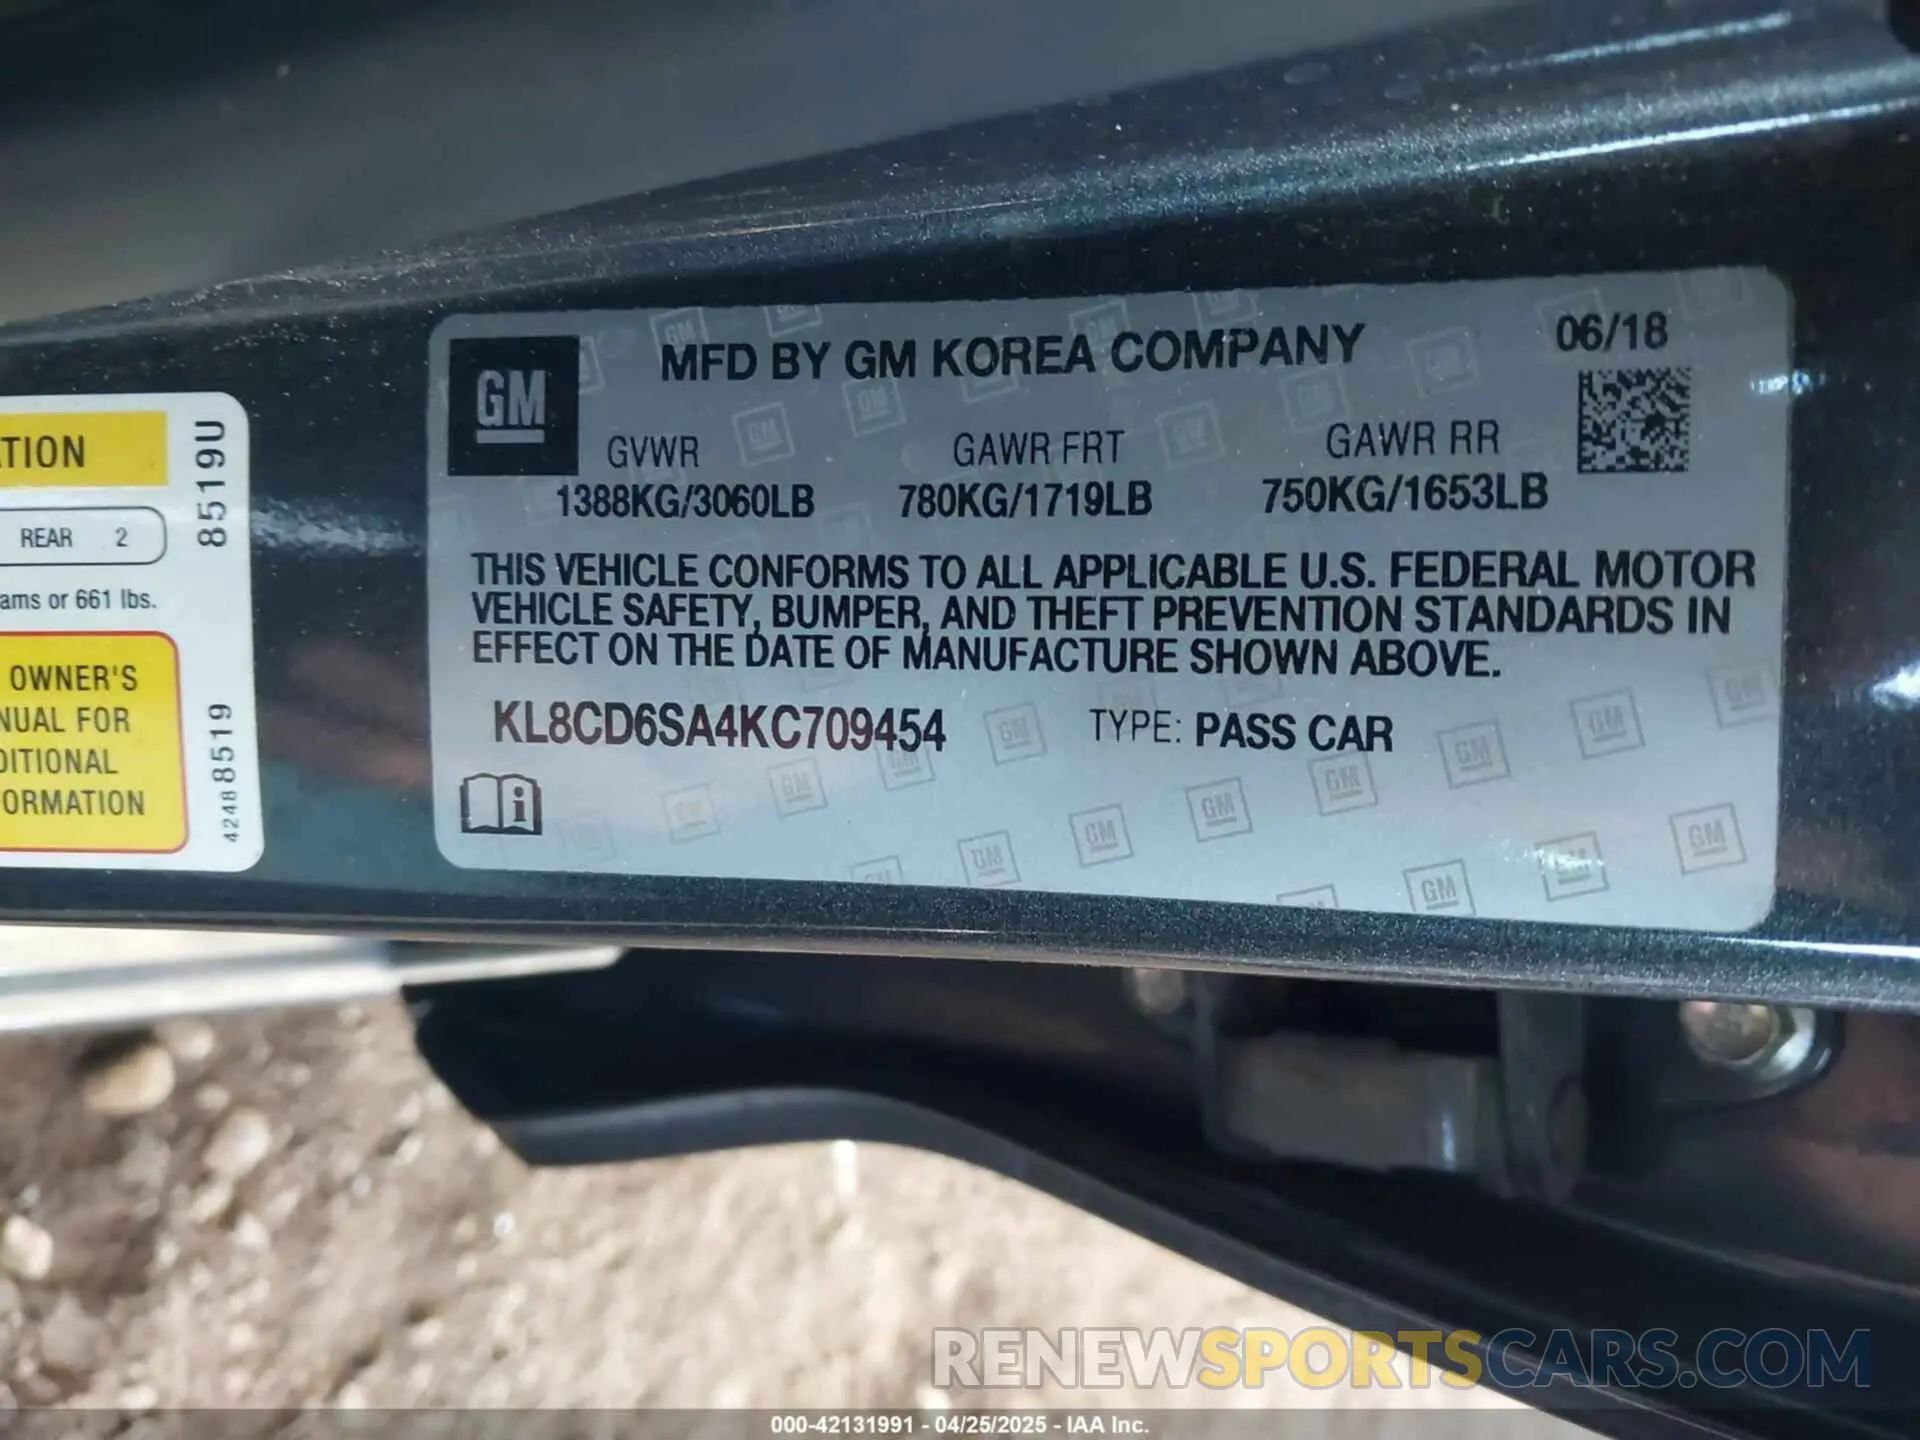 TION
REAR 2
ams or 661 lbs.
OWNER'S
NUAL FOR
DITIONAL
ORMATION
8519U
42488519
GM
MFD BY GM KOREA COMPANY
06/18
GVWR
GAWR FRT
GAWR RR
1388KG/3060LB
780KG/1719LB
750KG/1653LB
THIS VEHICLE CONFORMS TO ALL APPLICABLE U.S. FEDERAL MOTOR
VEHICLE SAFETY, BUMPER, AND THEFT PREVENTION STANDARDS IN
EFFECT ON THE DATE OF MANUFACTURE SHOWN ABOVE.
KL8CD6SA4KC709454
TYPE: PASS CAR
RENEWSPORTSCARS.COM
000-42131991 - 04/25/2025 - IAA Inc.